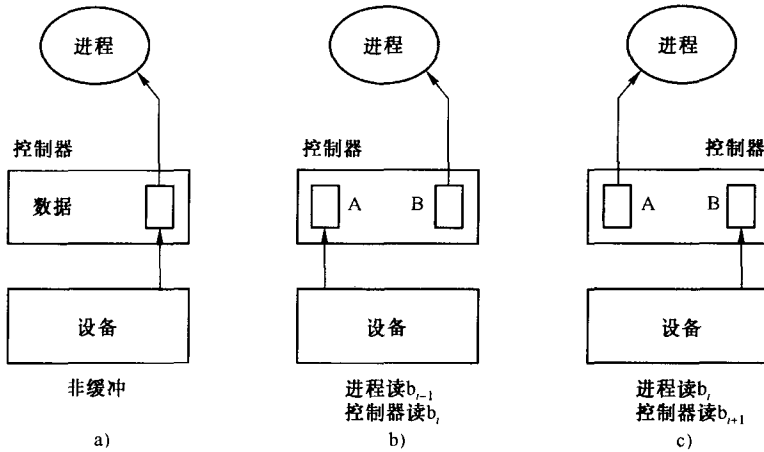 进程
控制器
数据
设备
非缓冲
a)
进程
控制器
A B
设备
进程读b_{i-1}
控制器读b_i
b)
进程
控制器
A B
设备
进程读b_i
控制器读b_{i+1}
c)